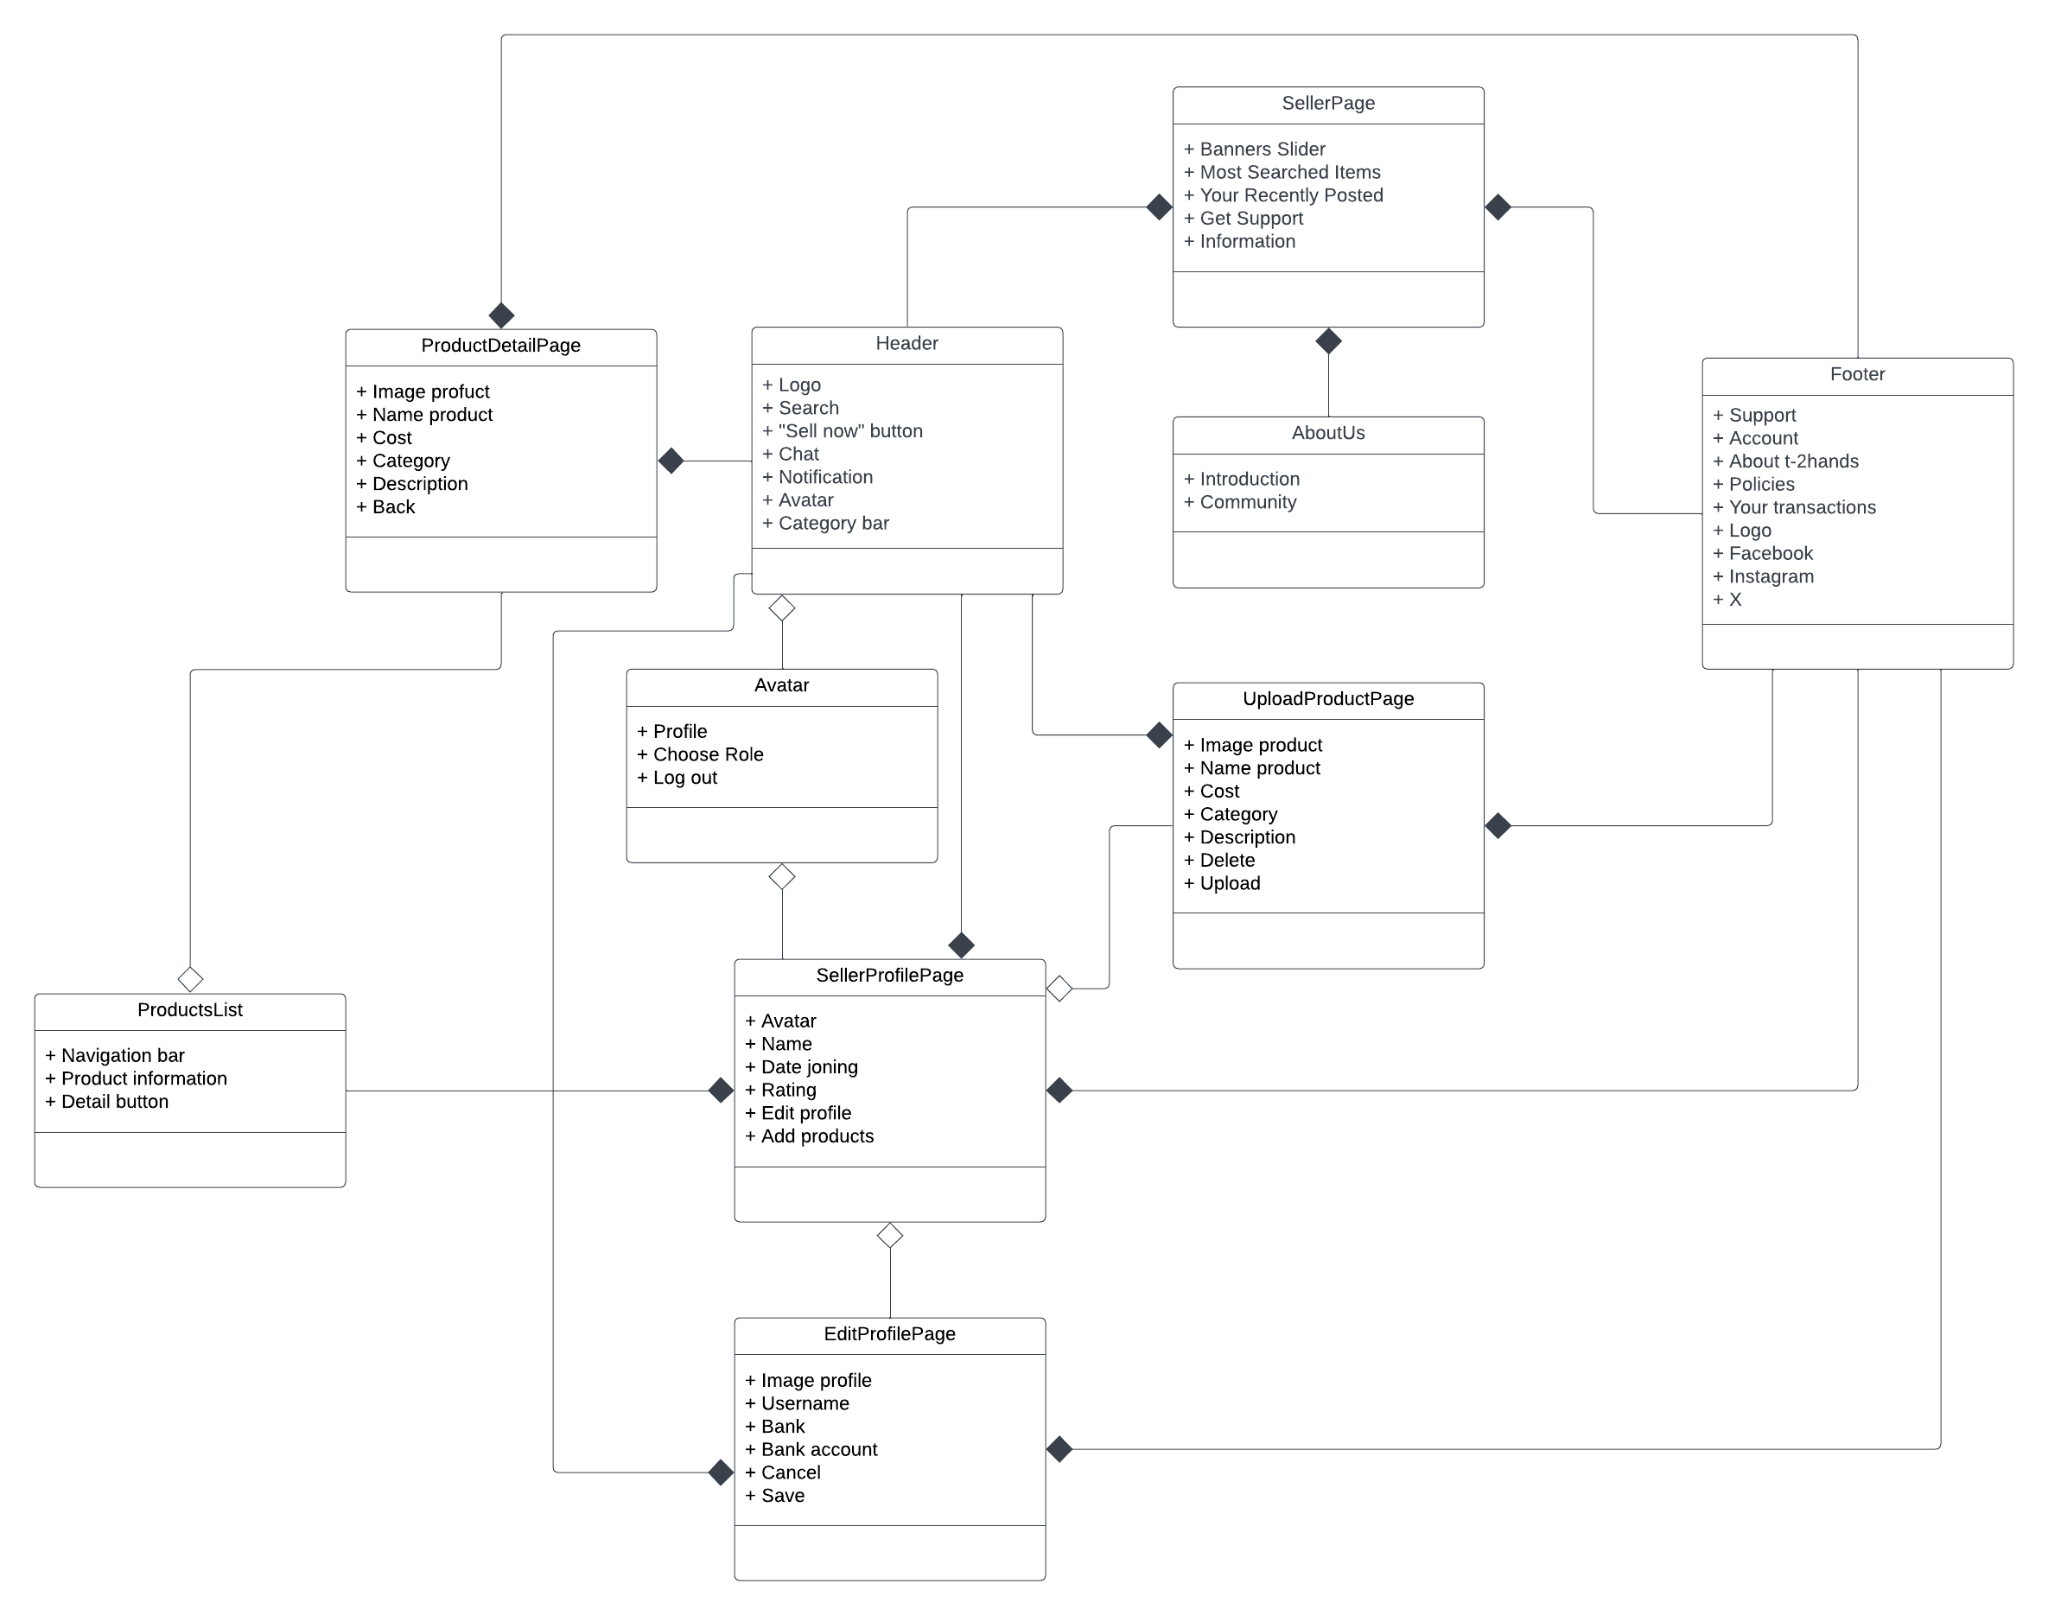 SellerPage
+ Banners Slider
+ Most Searched Items
+ Your Recently Posted
+ Get Support
+ Information
ProductDetailPage
+ Image profuct
+ Name product
+ Cost
+ Category
+ Description
+ Back
Header
+ Logo
+ Search
+ "Sell now" button
+ Chat
+ Notification
+ Avatar
+ Category bar
AboutUs
+ Introduction
+ Community
Footer
+ Support
+ Account
+ About t-2hands
+ Policies
+ Your transactions
+ Logo
+ Facebook
+ Instagram
+ X
Avatar
+ Profile
+ Choose Role
+ Log out
UploadProductPage
+ Image product
+ Name product
+ Cost
+ Category
+ Description
+ Delete
+ Upload
ProductsList
+ Navigation bar
+ Product information
+ Detail button
SellerProfilePage
+ Avatar
+ Name
+ Date joning
+ Rating
+ Edit profile
+ Add products
EditProfilePage
+ Image profile
+ Username
+ Bank
+ Bank account
+ Cancel
+ Save